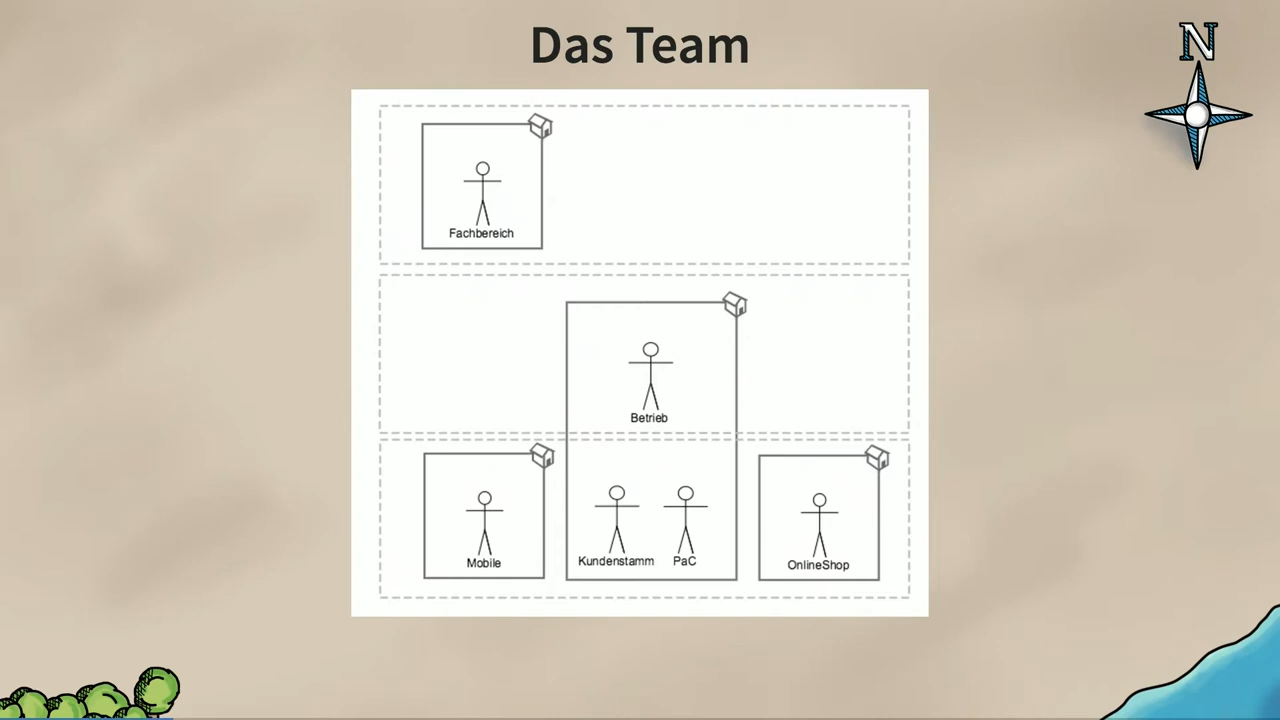 Das Team
N
Fachbereich
Betrieb
Mobile
Kundenstamm
PaC
OnlineShop